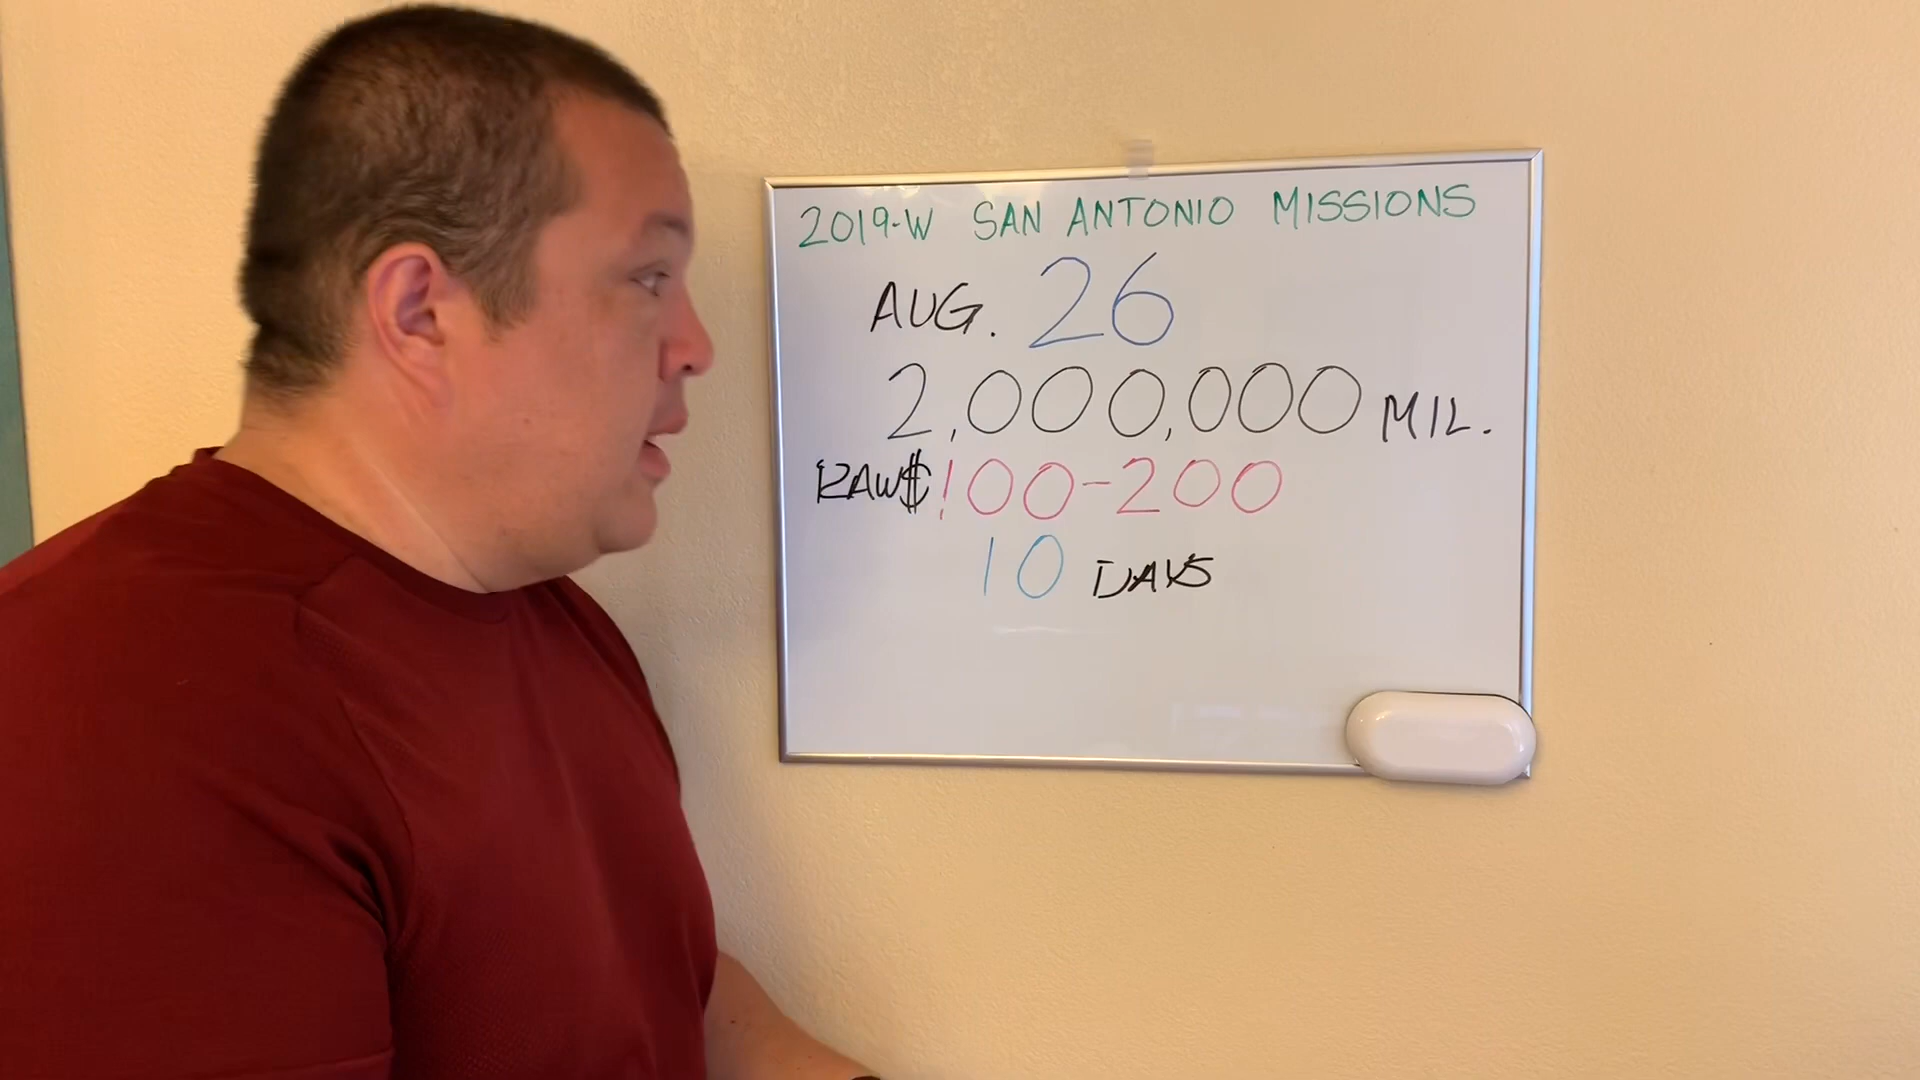 2019-W SAN ANTONIO MISSIONS
AUG. 26
2,000,000 MIL.
RAW $100-200
10 DAYS